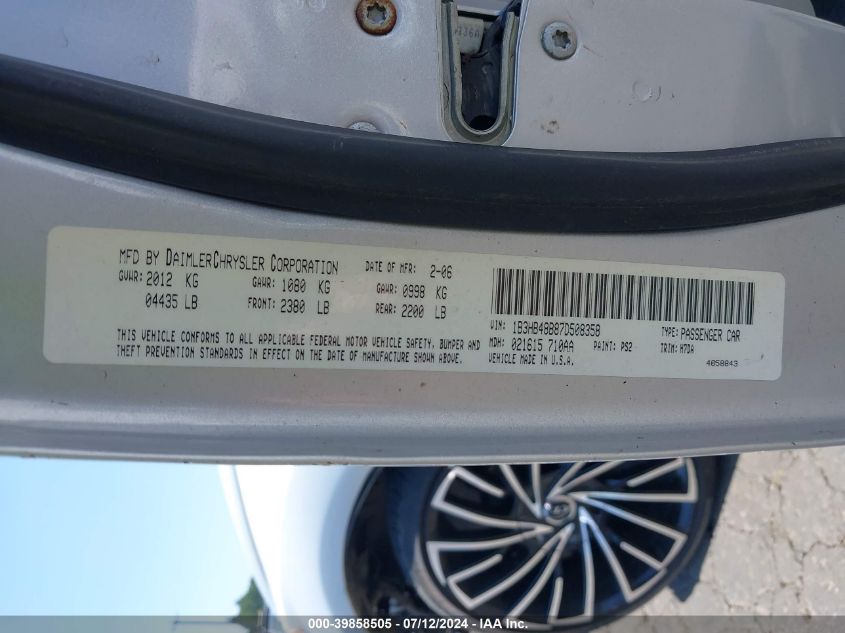 136A
MFD BY DAIMLERCHRYSLER CORPORATION DATE OF MFR: 2-06
GVWR: 2012 KG GAWR: 1080 KG GAWR: 0998 KG
04435 LB FRONT: 2380 LB REAR: 2200 LB
THIS VEHICLE CONFORMS TO ALL APPLICABLE FEDERAL MOTOR VEHICLE SAFETY, BUMPER AND
THEFT PREVENTION STANDARDS IN EFFECT ON THE DATE OF MANUFACTURE SHOWN ABOVE.
VIN: 1B3HB48B87D508358 TYPE: PASSENGER CAR
MDH: 021615 710AA PAINT: PS2 TRIM: M7DA
VEHICLE MADE IN U.S.A. 4658843
000-39858505 - 07/12/2024 - IAA Inc.